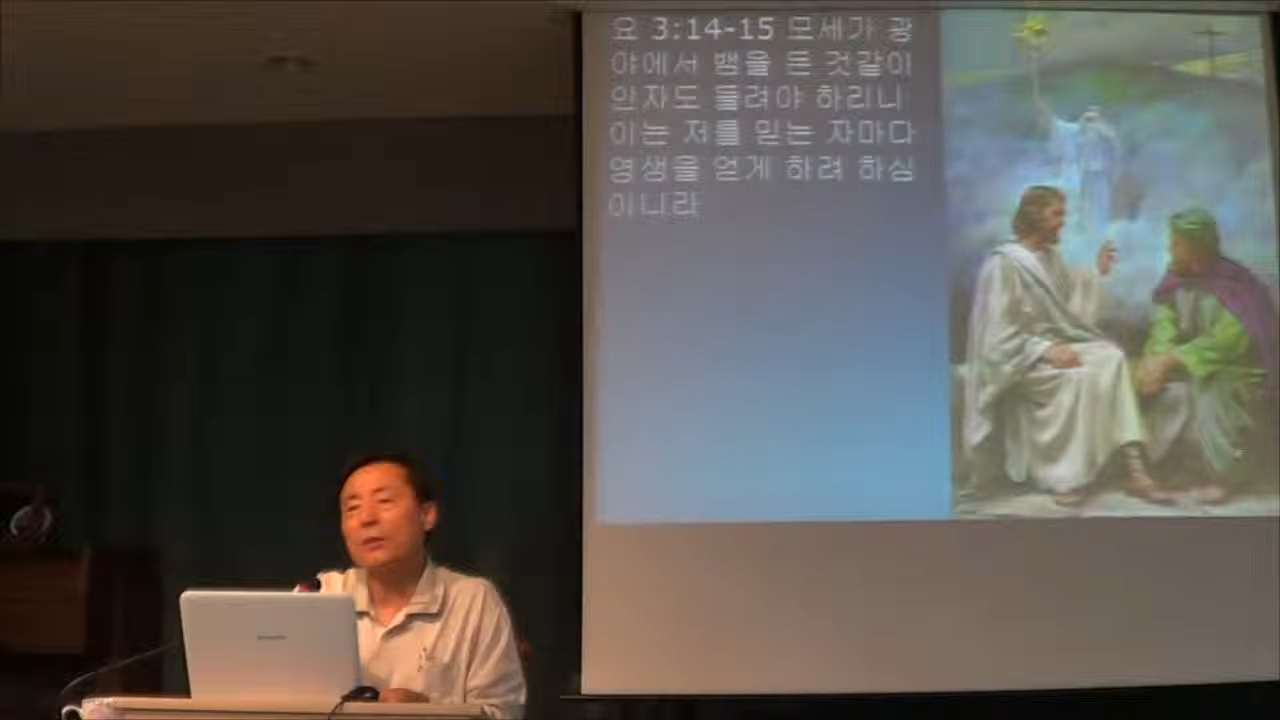 요 3:14-15 모세가 광
야에서 뱀을 든 것같이
인자도 들려야 하리니
이는 저를 믿는 자마다
영생을 얻게 하려 하심
이니라